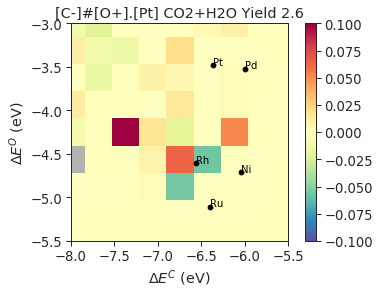 [C-]#[O+].[Pt] CO2+H2O Yield 2.6
−3.0
−3.5
−4.0
−4.5
−5.0
−5.5
ΔE^O (eV)
Pt
Pd
Rh
Ni
Ru
−8.0 −7.5 −7.0 −6.5 −6.0 −5.5
ΔE^C (eV)
0.100
0.075
0.050
0.025
0.000
−0.025
−0.050
−0.075
−0.100